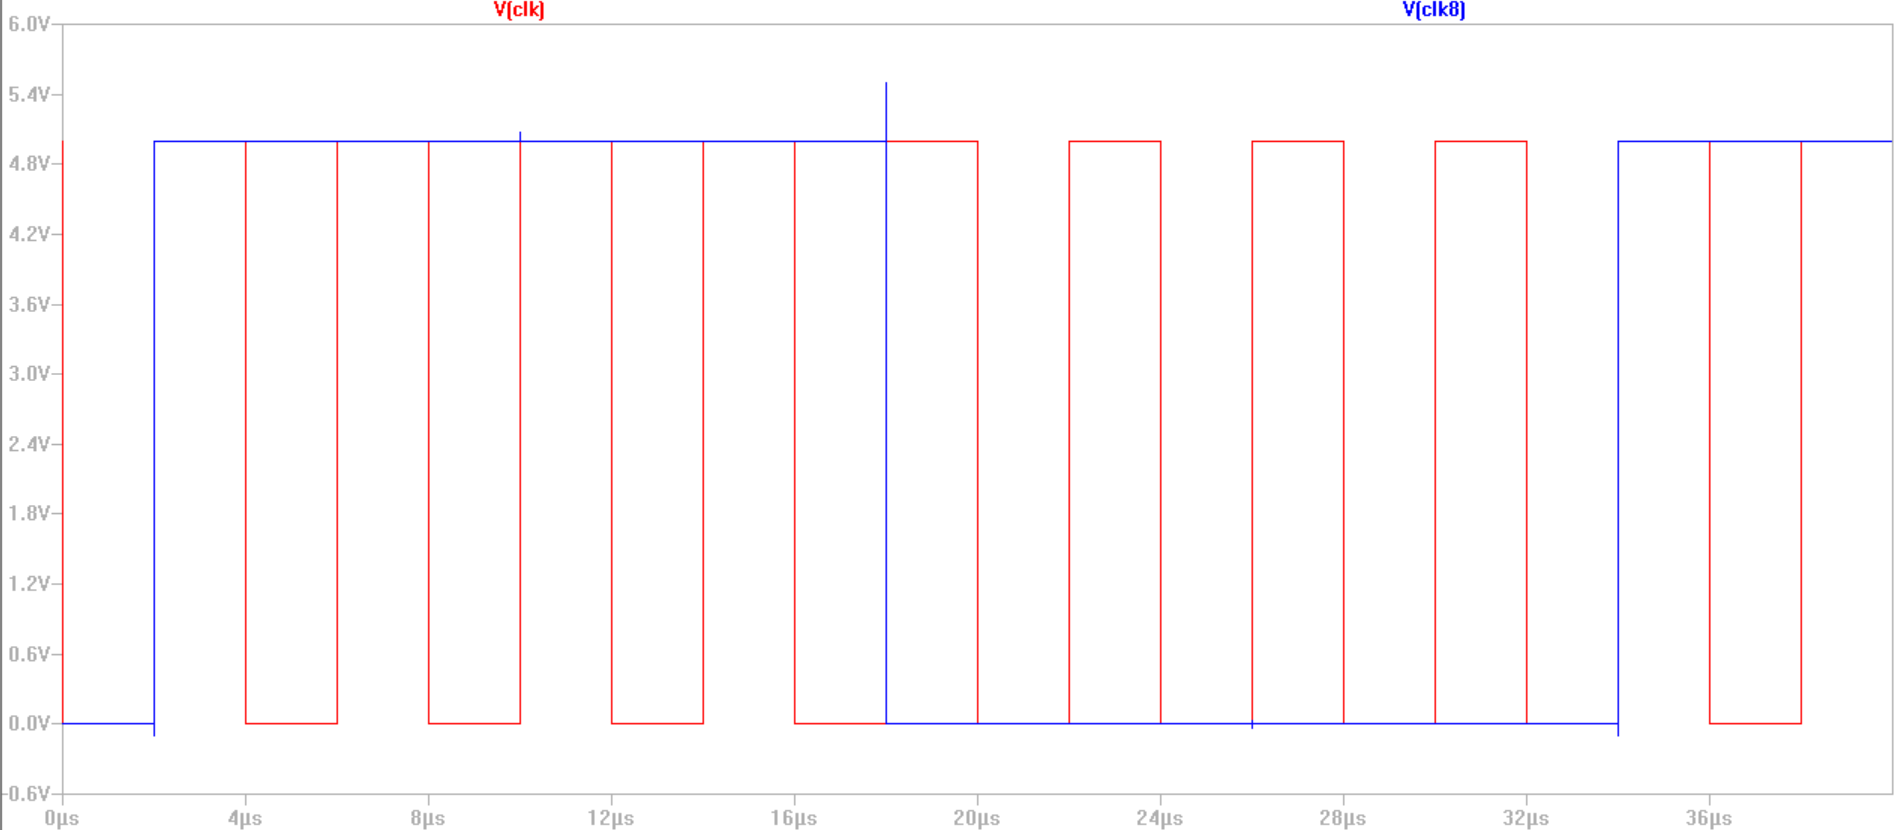 V(clk) V(clk8)
6.0V
5.4V
4.8V
4.2V
3.6V
3.0V
2.4V
1.8V
1.2V
0.6V
0.0V
-0.6V
0µs 4µs 8µs 12µs 16µs 20µs 24µs 28µs 32µs 36µs